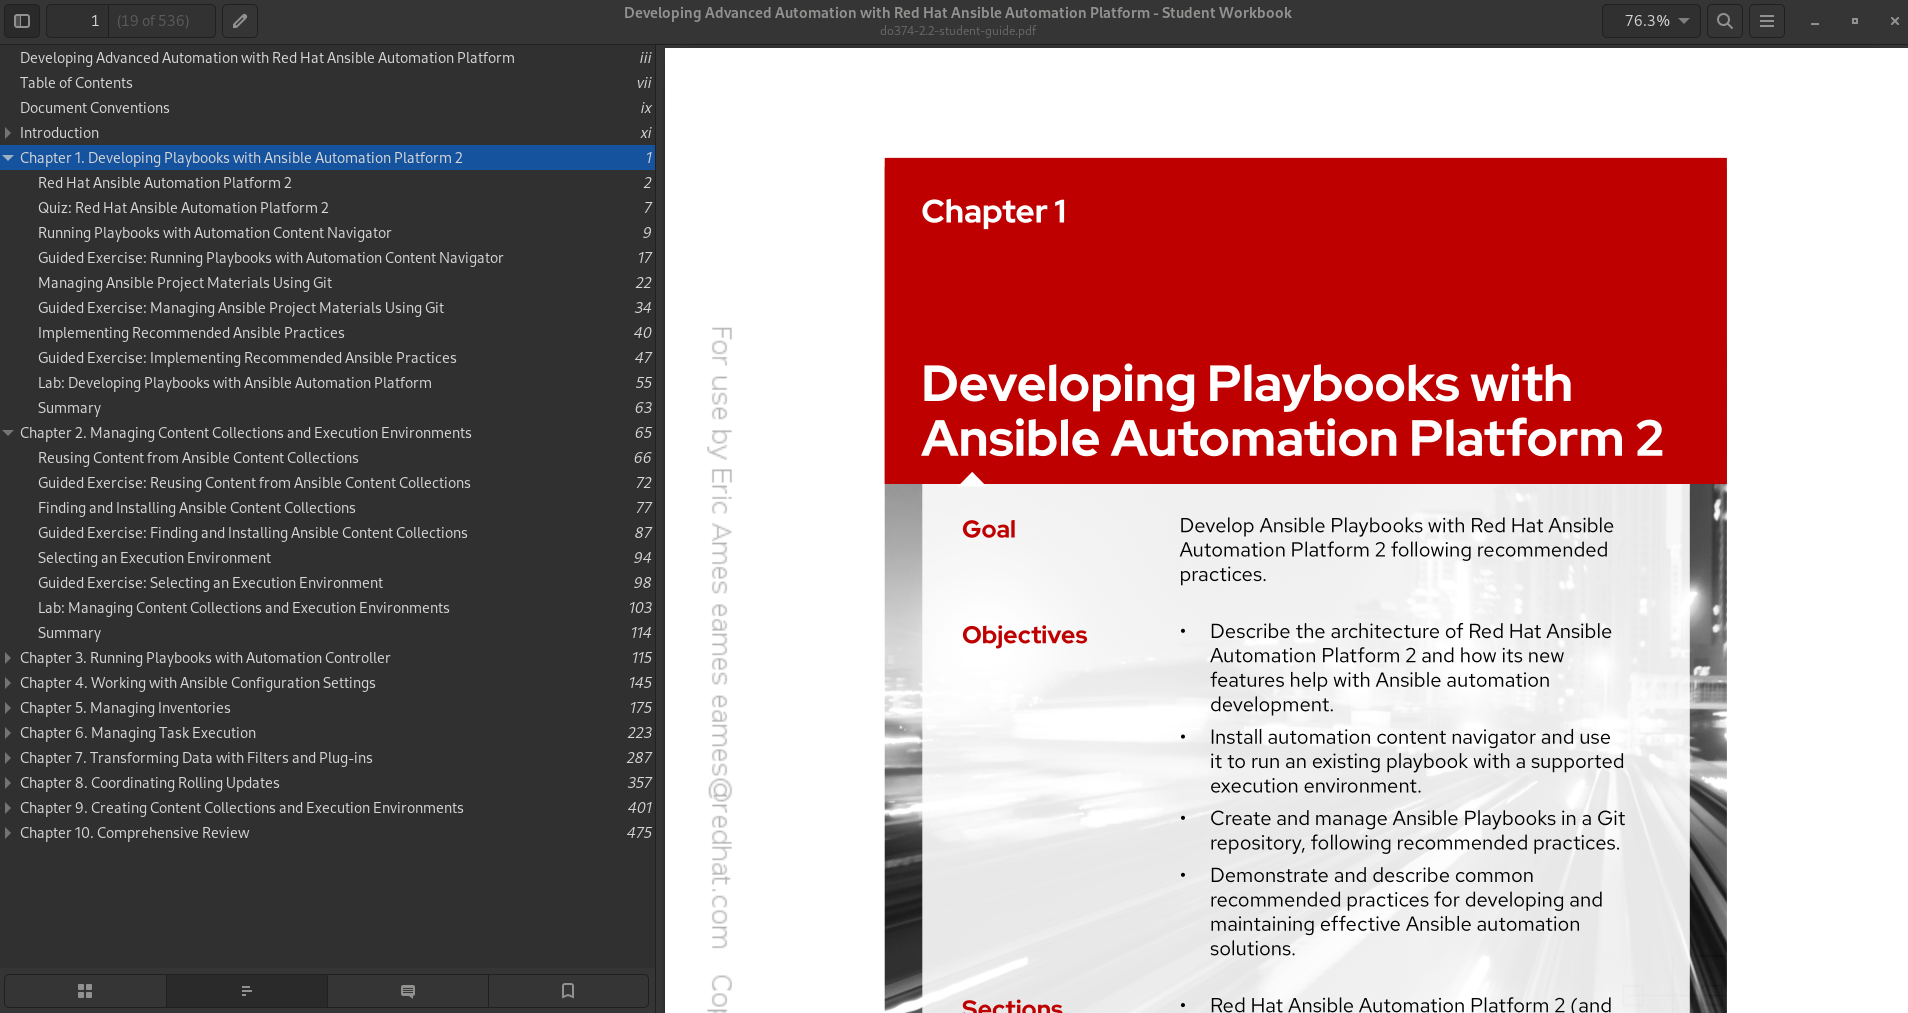 1 (19 of 536)
Developing Advanced Automation with Red Hat Ansible Automation Platform - Student Workbook
do374-2.2-student-guide.pdf
76.3%
Developing Advanced Automation with Red Hat Ansible Automation Platform iii
Table of Contents vii
Document Conventions ix
Introduction xi
Chapter 1. Developing Playbooks with Ansible Automation Platform 2 1
Red Hat Ansible Automation Platform 2 2
Quiz: Red Hat Ansible Automation Platform 2 7
Running Playbooks with Automation Content Navigator 9
Guided Exercise: Running Playbooks with Automation Content Navigator 17
Managing Ansible Project Materials Using Git 22
Guided Exercise: Managing Ansible Project Materials Using Git 34
Implementing Recommended Ansible Practices 40
Guided Exercise: Implementing Recommended Ansible Practices 47
Lab: Developing Playbooks with Ansible Automation Platform 55
Summary 63
Chapter 2. Managing Content Collections and Execution Environments 65
Reusing Content from Ansible Content Collections 66
Guided Exercise: Reusing Content from Ansible Content Collections 72
Finding and Installing Ansible Content Collections 77
Guided Exercise: Finding and Installing Ansible Content Collections 87
Selecting an Execution Environment 94
Guided Exercise: Selecting an Execution Environment 98
Lab: Managing Content Collections and Execution Environments 103
Summary 114
Chapter 3. Running Playbooks with Automation Controller 115
Chapter 4. Working with Ansible Configuration Settings 145
Chapter 5. Managing Inventories 175
Chapter 6. Managing Task Execution 223
Chapter 7. Transforming Data with Filters and Plug-ins 287
Chapter 8. Coordinating Rolling Updates 357
Chapter 9. Creating Content Collections and Execution Environments 401
Chapter 10. Comprehensive Review 475
For use by Eric Ames eames eames@redhat.com Cop
Chapter 1
Developing Playbooks with
Ansible Automation Platform 2
Goal
Develop Ansible Playbooks with Red Hat Ansible
Automation Platform 2 following recommended
practices.
Objectives
• Describe the architecture of Red Hat Ansible
Automation Platform 2 and how its new
features help with Ansible automation
development.
• Install automation content navigator and use
it to run an existing playbook with a supported
execution environment.
• Create and manage Ansible Playbooks in a Git
repository, following recommended practices.
• Demonstrate and describe common
recommended practices for developing and
maintaining effective Ansible automation
solutions.
Sections
• Red Hat Ansible Automation Platform 2 (and